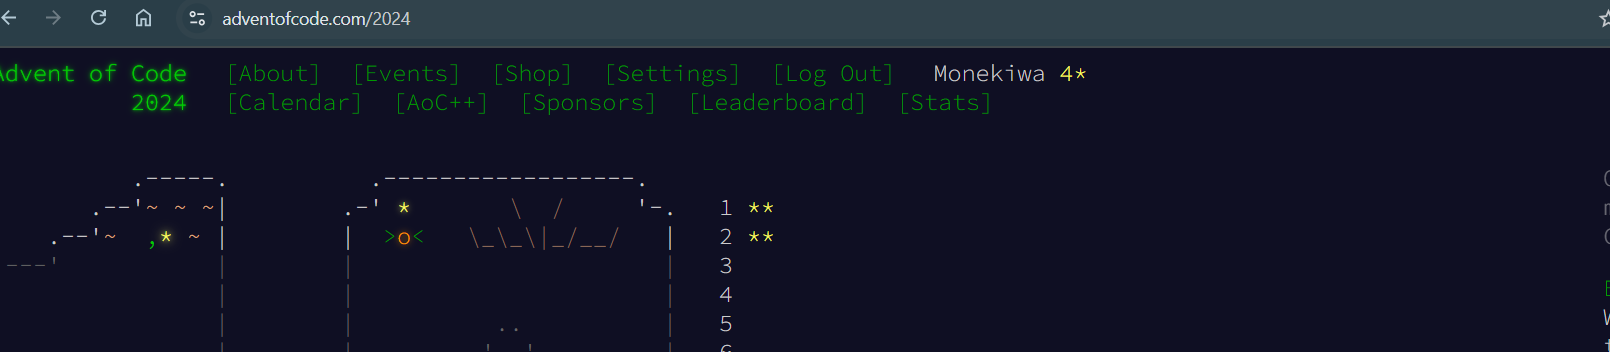 adventofcode.com/2024
Advent of Code [About] [Events] [Shop] [Settings] [Log Out] Monekiwa 4*
2024 [Calendar] [AoC++] [Sponsors] [Leaderboard] [Stats]
1 **
2 **
3
4
5